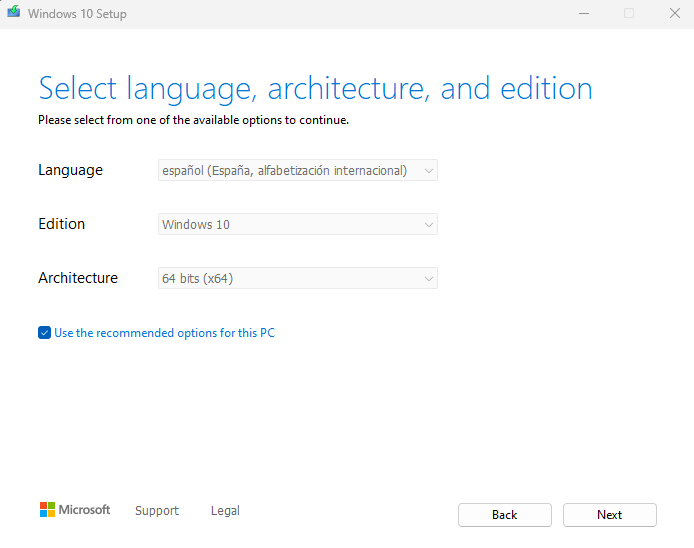 Windows 10 Setup
Select language, architecture, and edition
Please select from one of the available options to continue.
Language español (España, alfabetización internacional)
Edition Windows 10
Architecture 64 bits (x64)
Use the recommended options for this PC
Microsoft Support Legal Back Next